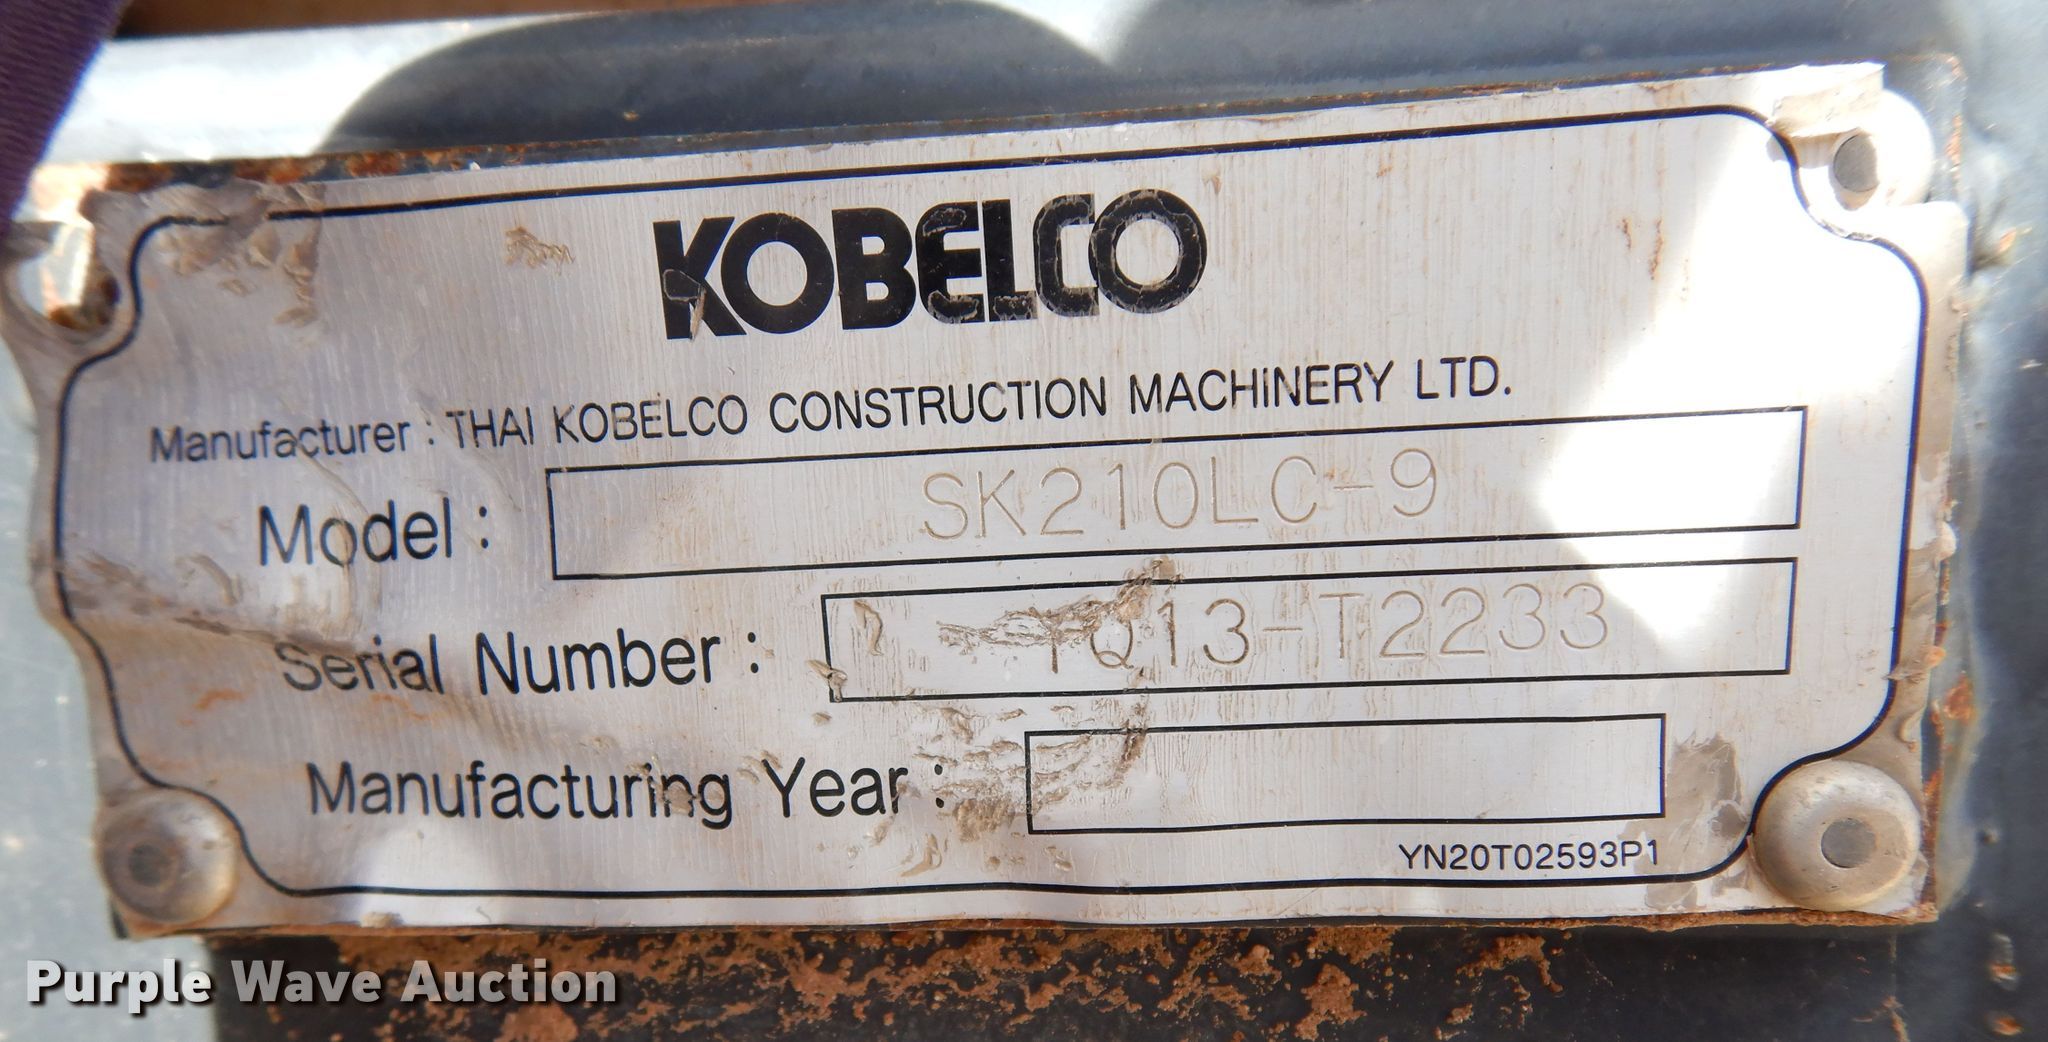 KOBELCO
Manufacturer : THAI KOBELCO CONSTRUCTION MACHINERY LTD.
Model : SK210LC-9
Serial Number : YQ13-T2233
Manufacturing Year :
YN20T02593P1
Purple Wave Auction